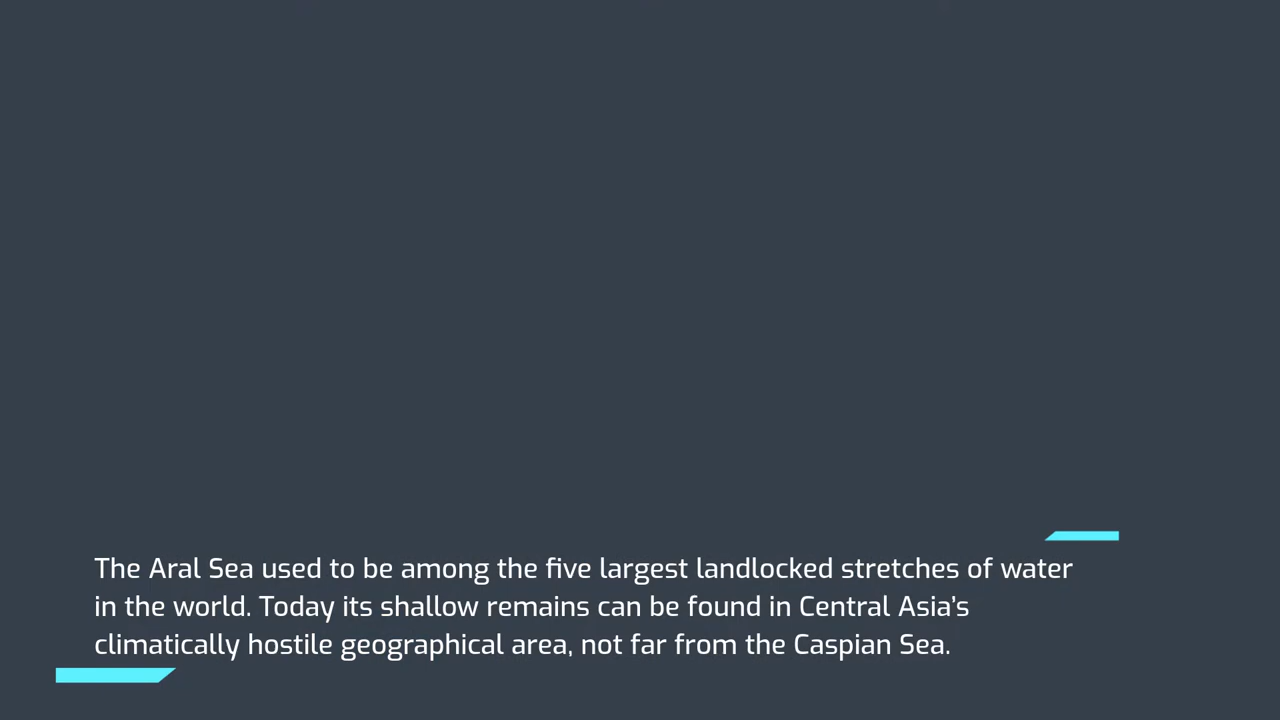 The Aral Sea used to be among the five largest landlocked stretches of water
in the world. Today its shallow remains can be found in Central Asia's
climatically hostile geographical area, not far from the Caspian Sea.